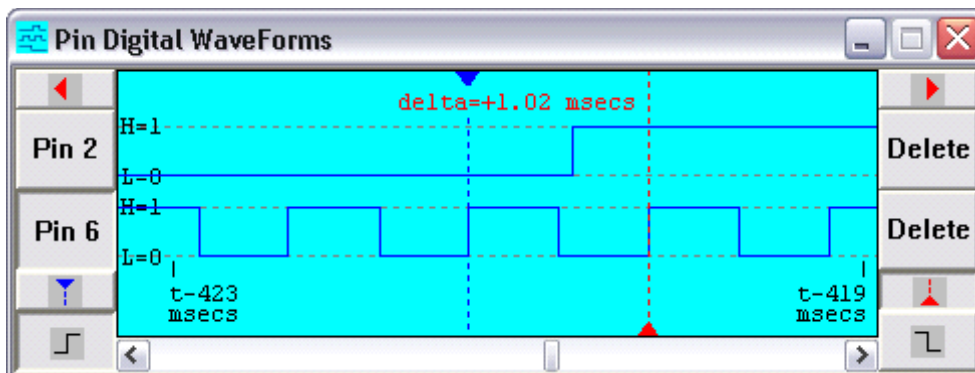 Pin Digital WaveForms
delta=+1.02 msecs
H=1
Pin 2
Delete
L=0
H=1
Pin 6
Delete
L=0
t-423
msecs
t-419
msecs